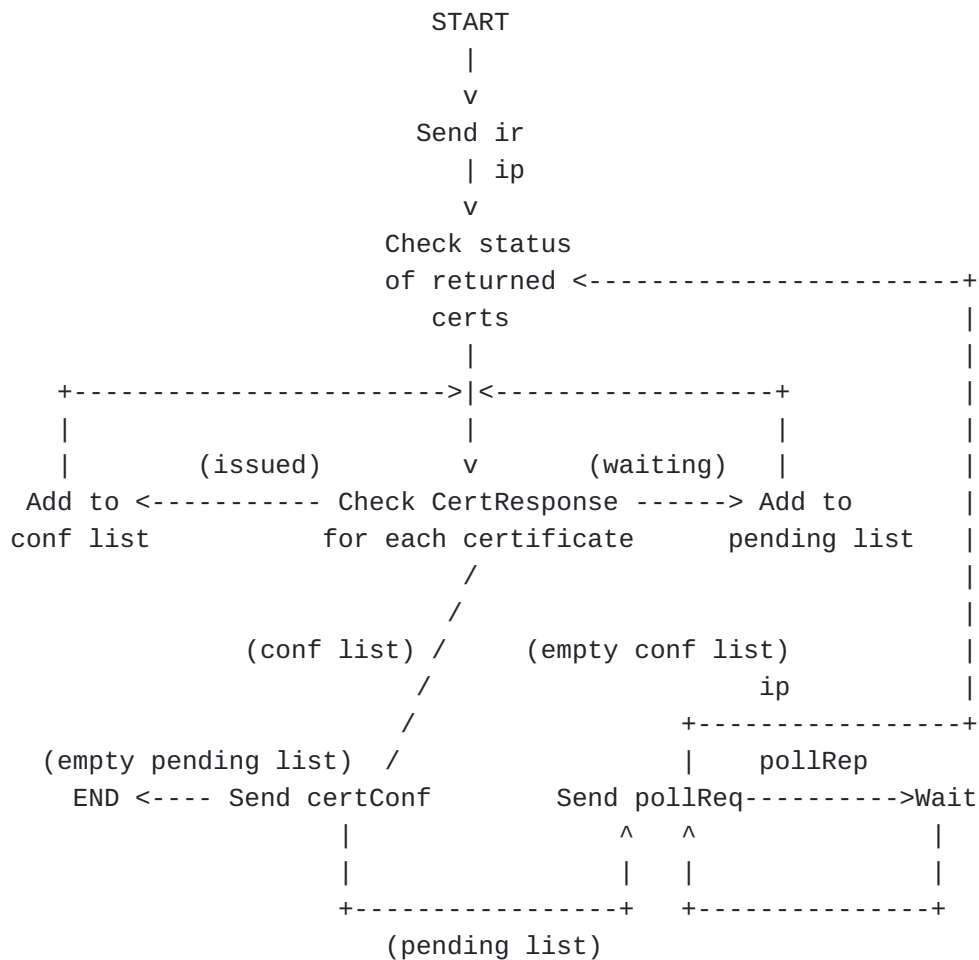 START
Send ir
ip
Check status
of returned
certs
(issued) (waiting)
Add to Check CertResponse Add to
conf list for each certificate pending list
(conf list) (empty conf list)
ip
(empty pending list) pollRep
END Send certConf Send pollReq Wait
(pending list)